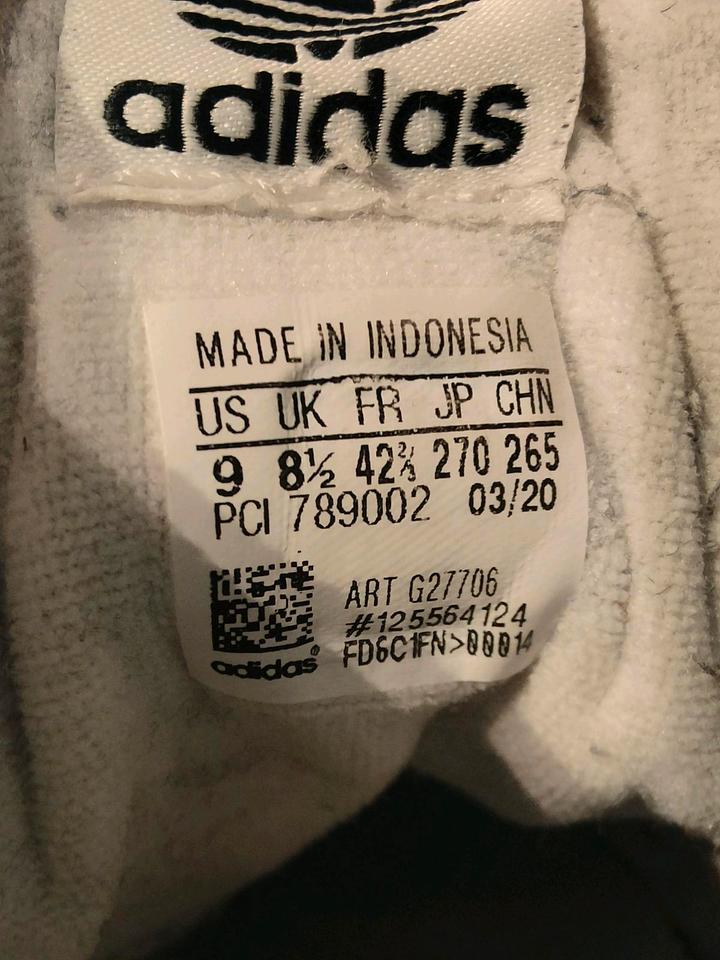 adidas
MADE IN INDONESIA
US UK FR JP CHN
9 8½ 42⅔ 270 265
PCI 789002 03/20
ART G27706
#125564124
FD6C1FN>00014
adidas®